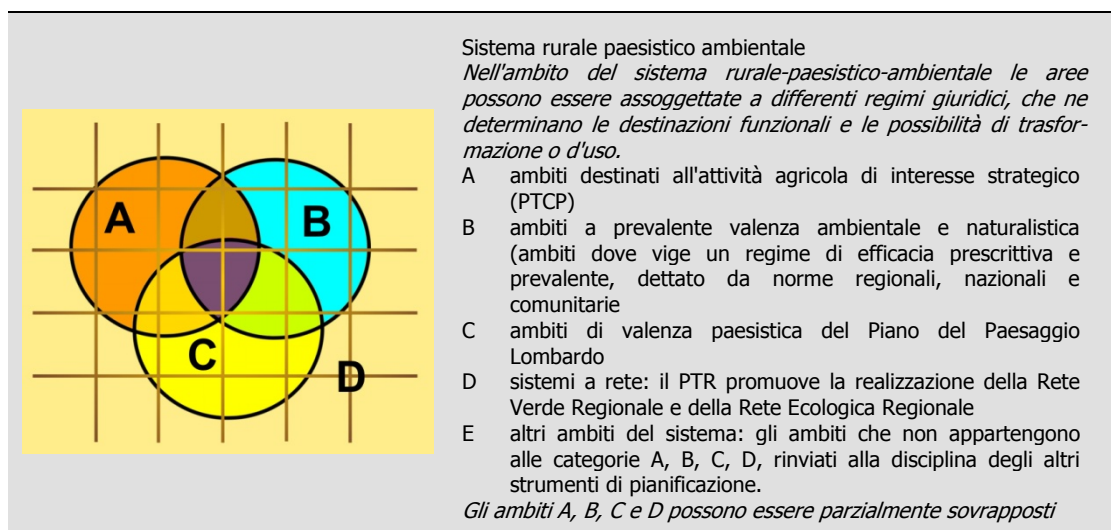 A
B
C
D
Sistema rurale paesistico ambientale
Nell'ambito del sistema rurale-paesistico-ambientale le aree
possono essere assoggettate a differenti regimi giuridici, che ne
determinano le destinazioni funzionali e le possibilità di trasfor-
mazione o d'uso.
A ambiti destinati all'attività agricola di interesse strategico
(PTCP)
B ambiti a prevalente valenza ambientale e naturalistica
(ambiti dove vige un regime di efficacia prescrittiva e
prevalente, dettato da norme regionali, nazionali e
comunitarie
C ambiti di valenza paesistica del Piano del Paesaggio
Lombardo
D sistemi a rete: il PTR promuove la realizzazione della Rete
Verde Regionale e della Rete Ecologica Regionale
E altri ambiti del sistema: gli ambiti che non appartengono
alle categorie A, B, C, D, rinviati alla disciplina degli altri
strumenti di pianificazione.
Gli ambiti A, B, C e D possono essere parzialmente sovrapposti